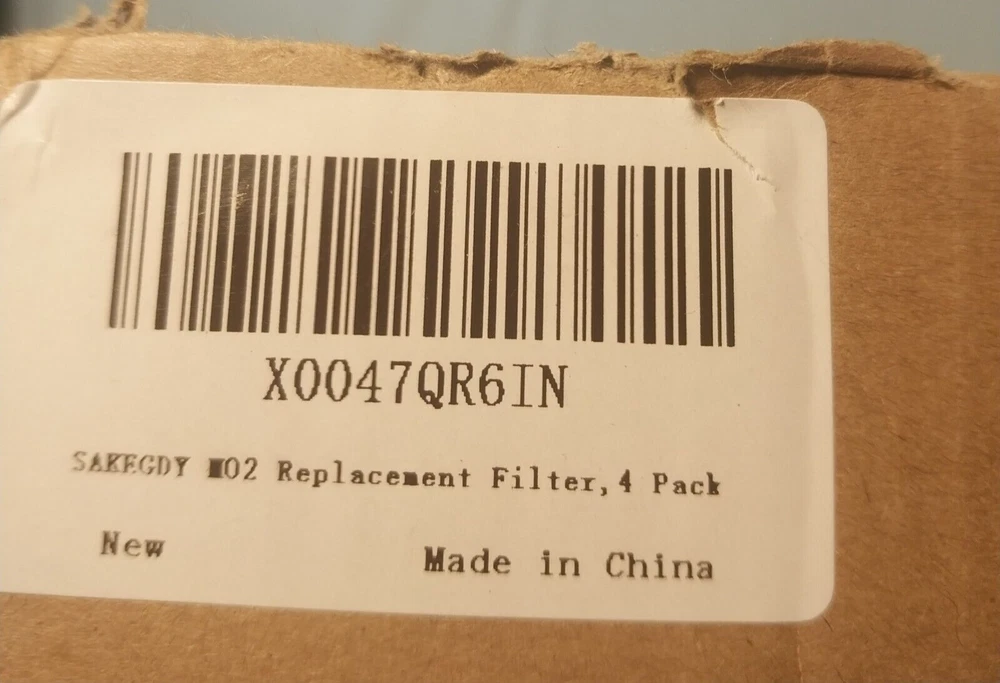 X0047QR6IN
SAKEGDY M02 Replacement Filter, 4 Pack
New
Made in China